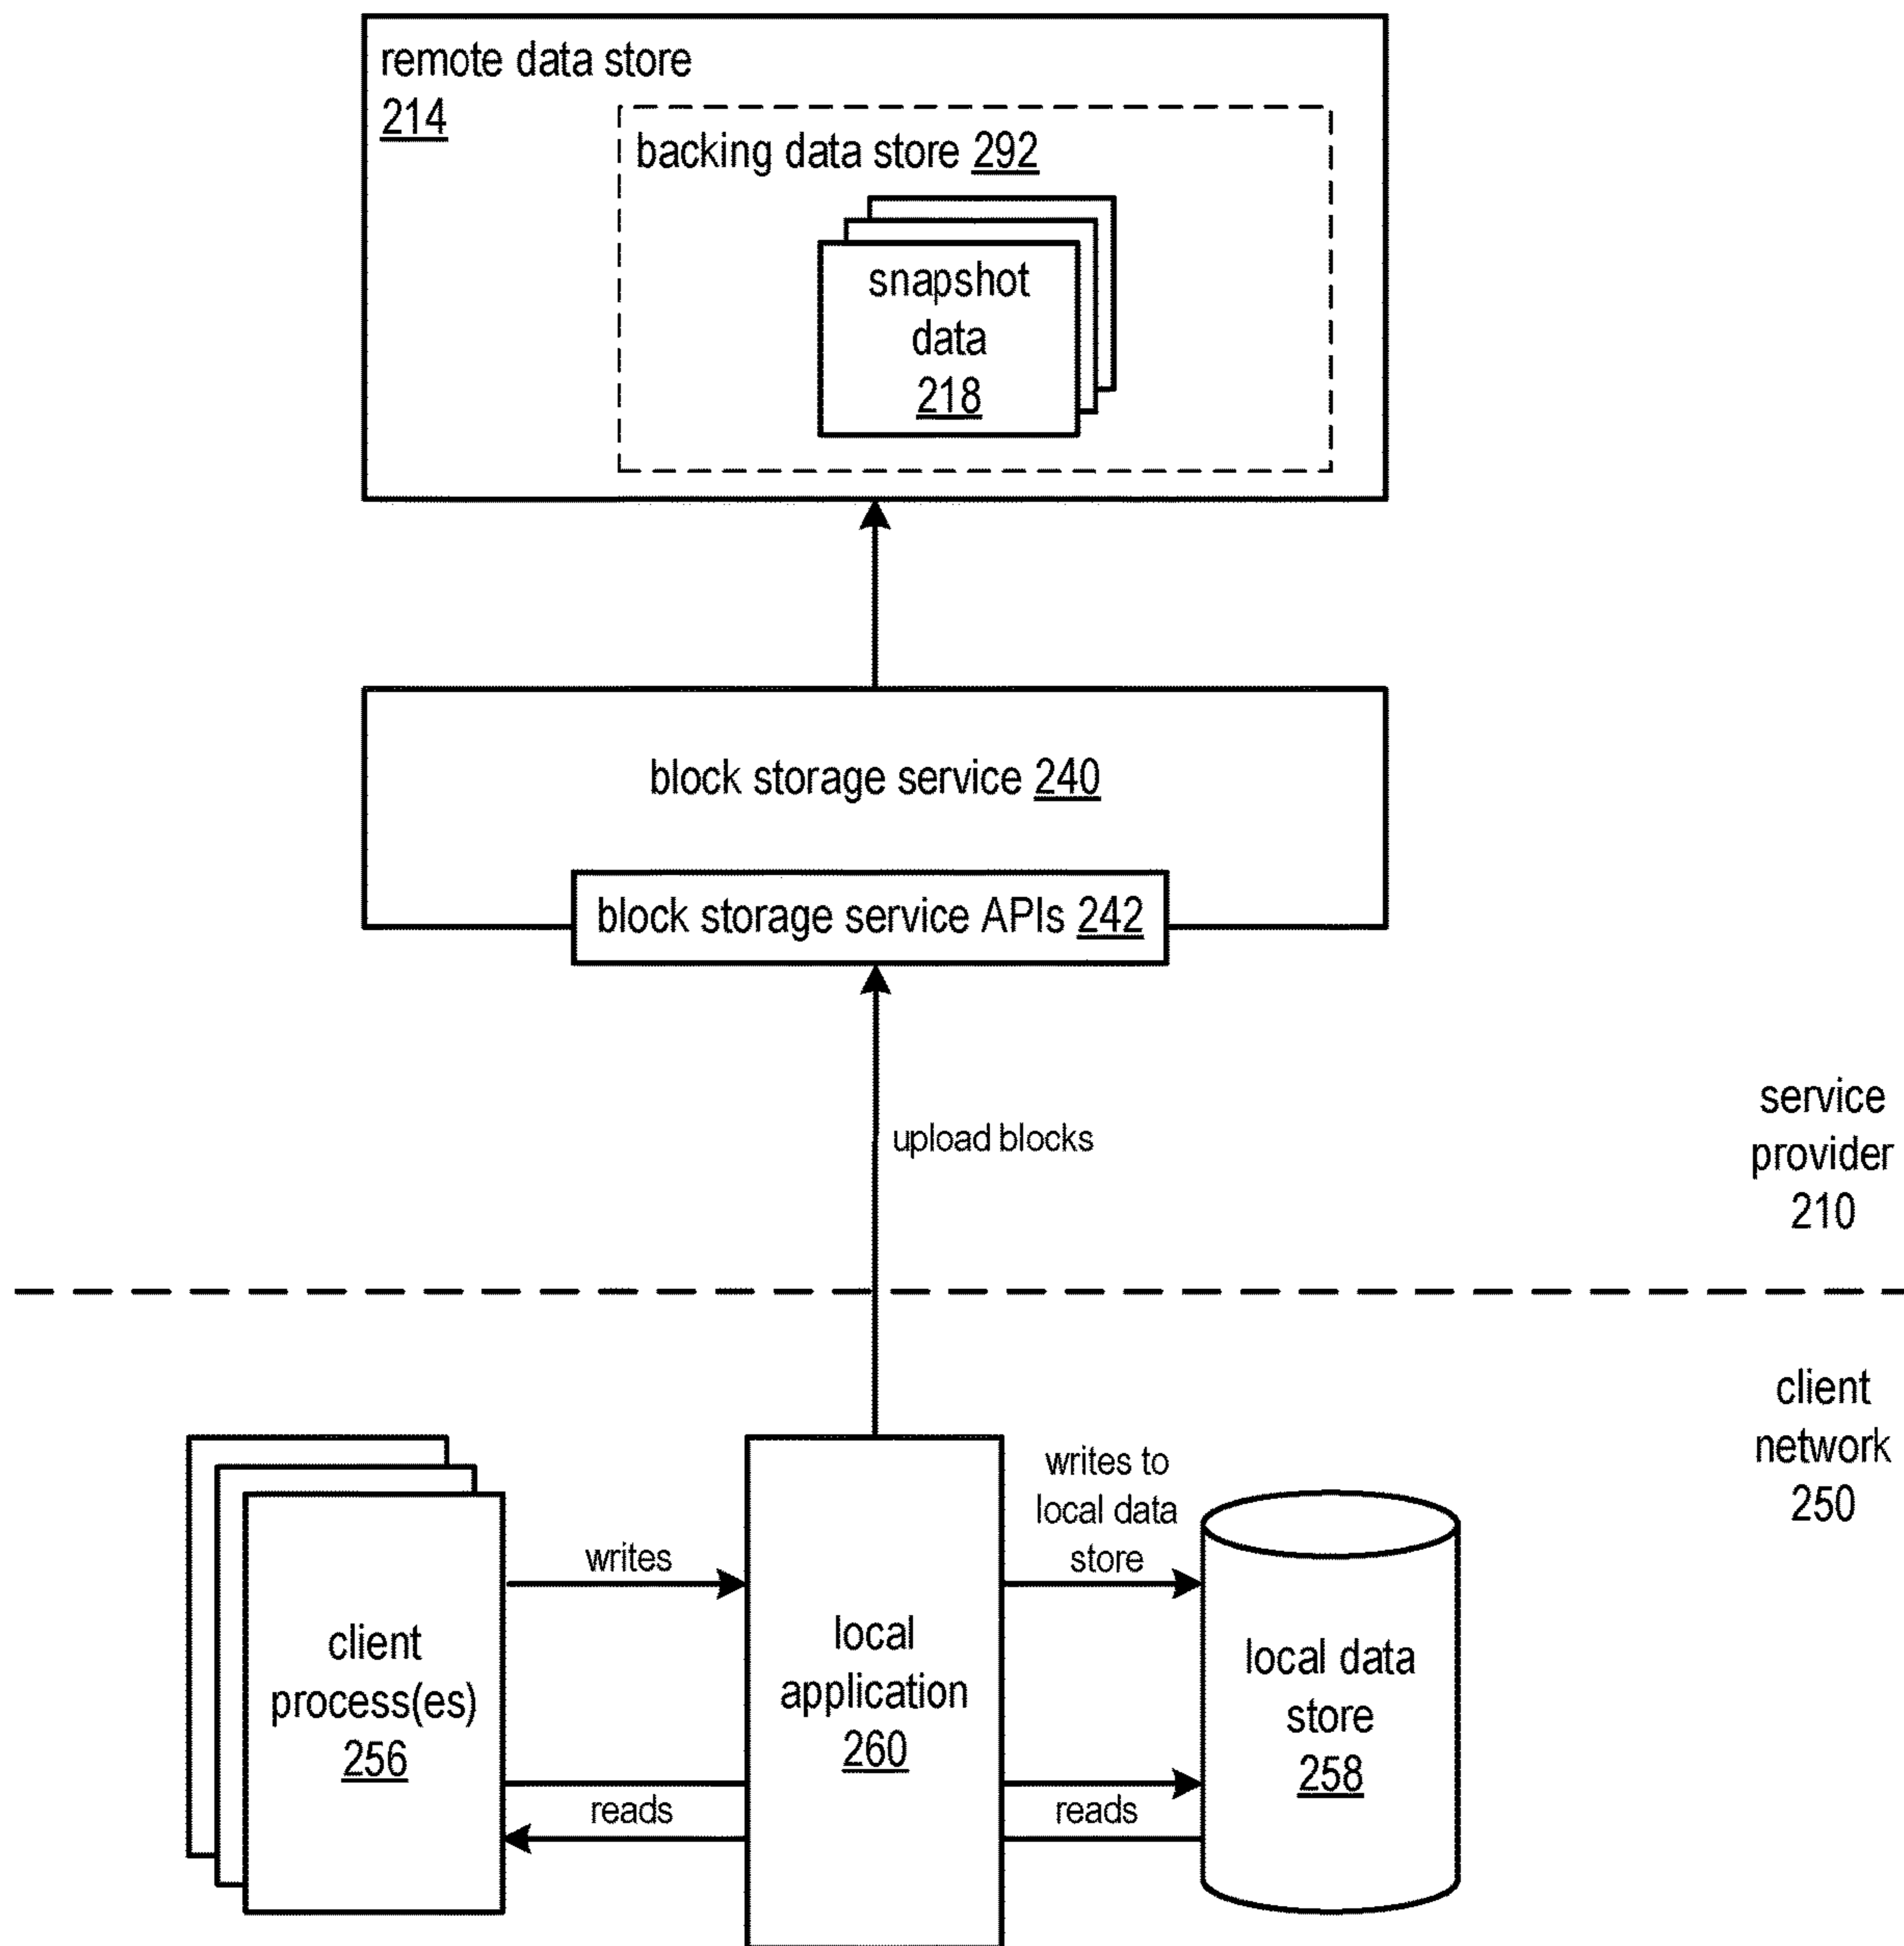 remote data store
214
backing data store 292
snapshot
data
218
block storage service 240
block storage service APIs 242
upload blocks
service
provider
210
client
network
250
writes
writes to
local data
store
client
process(es)
256
local
application
260
local data
store
258
reads
reads